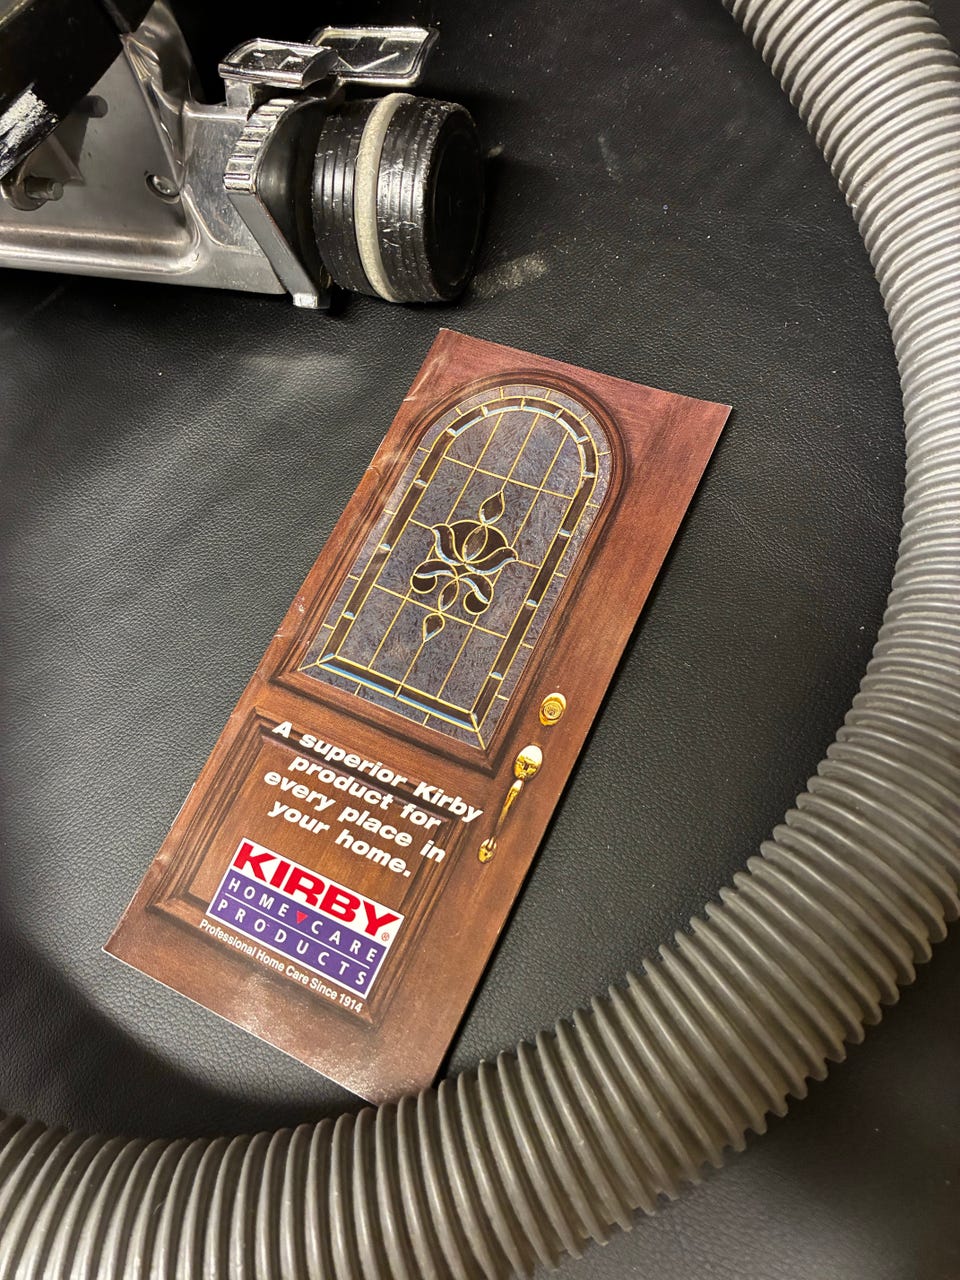 A superior Kirby
product for
every place in
your home.
KIRBY®
HOME CARE
PRODUCTS
Professional Home Care Since 1914